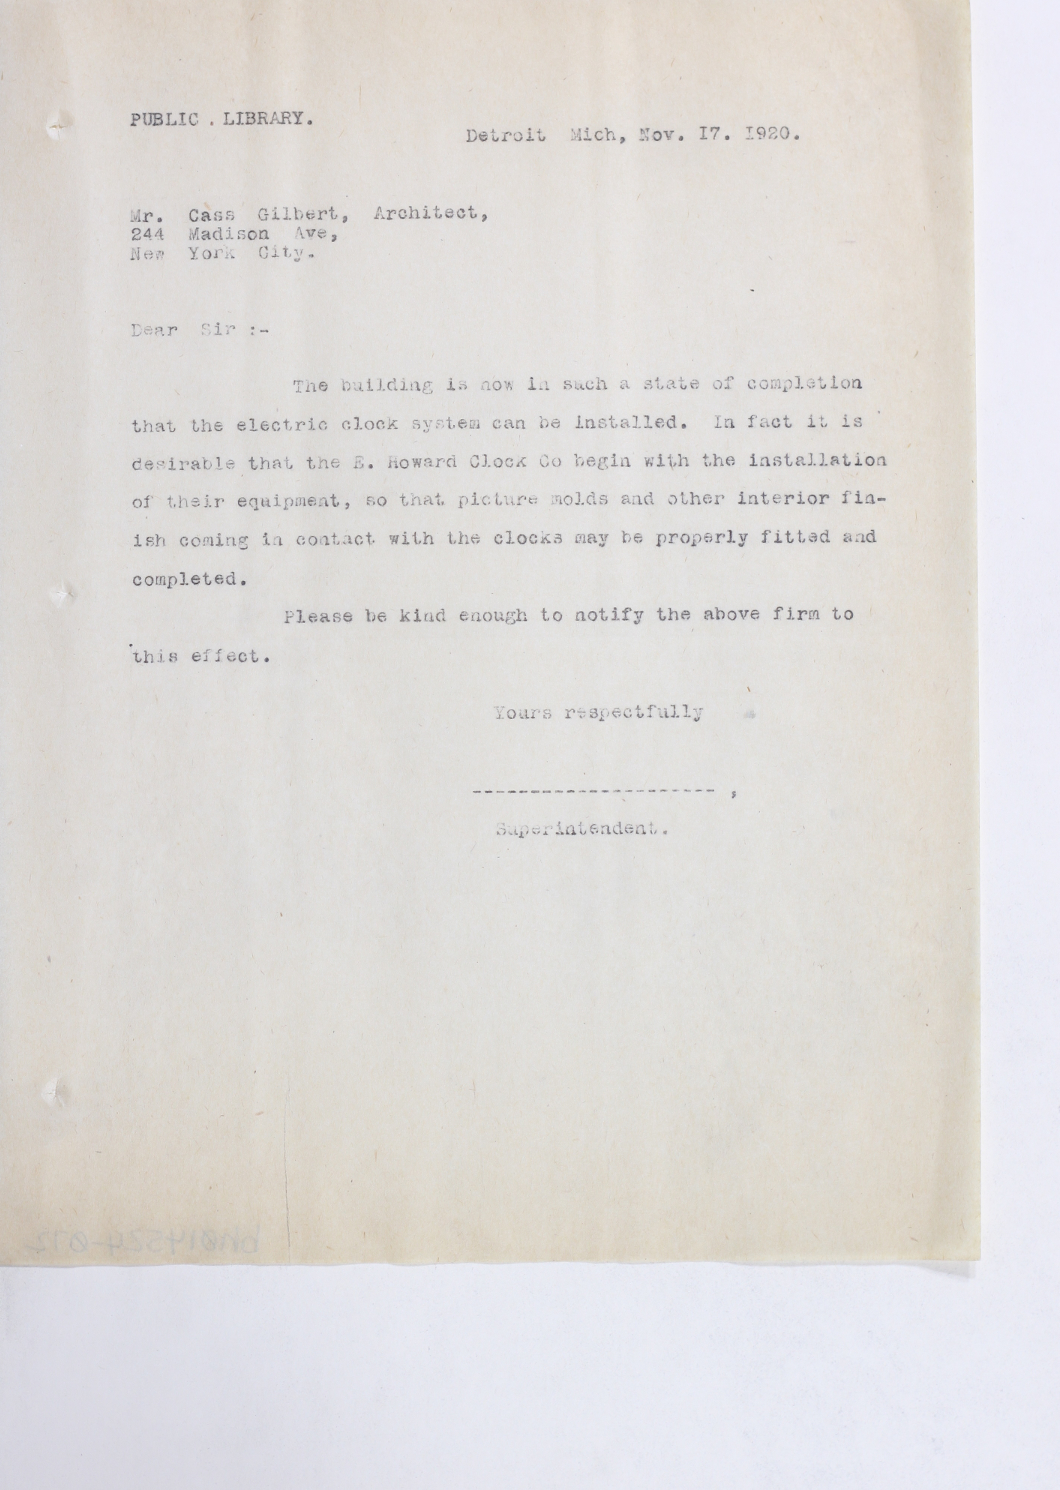 PUBLIC . LIBRARY.
Detroit Mich, Nov. I7. I920.
Mr. Cass Gilbert, Architect,
244 Madison Ave,
New York City.
Dear Sir :-
The building is now in such a state of completion
that the electric clock system can be installed. In fact it is
desirable that the E. Howard Clock Co begin with the installation
of their equipment, so that picture molds and other interior fin-
ish coming in contact with the clocks may be properly fitted and
completed.
Please be kind enough to notify the above firm to
this effect.
Yours respectfully
--------------------- ,
Superintendent.
bh014524-072